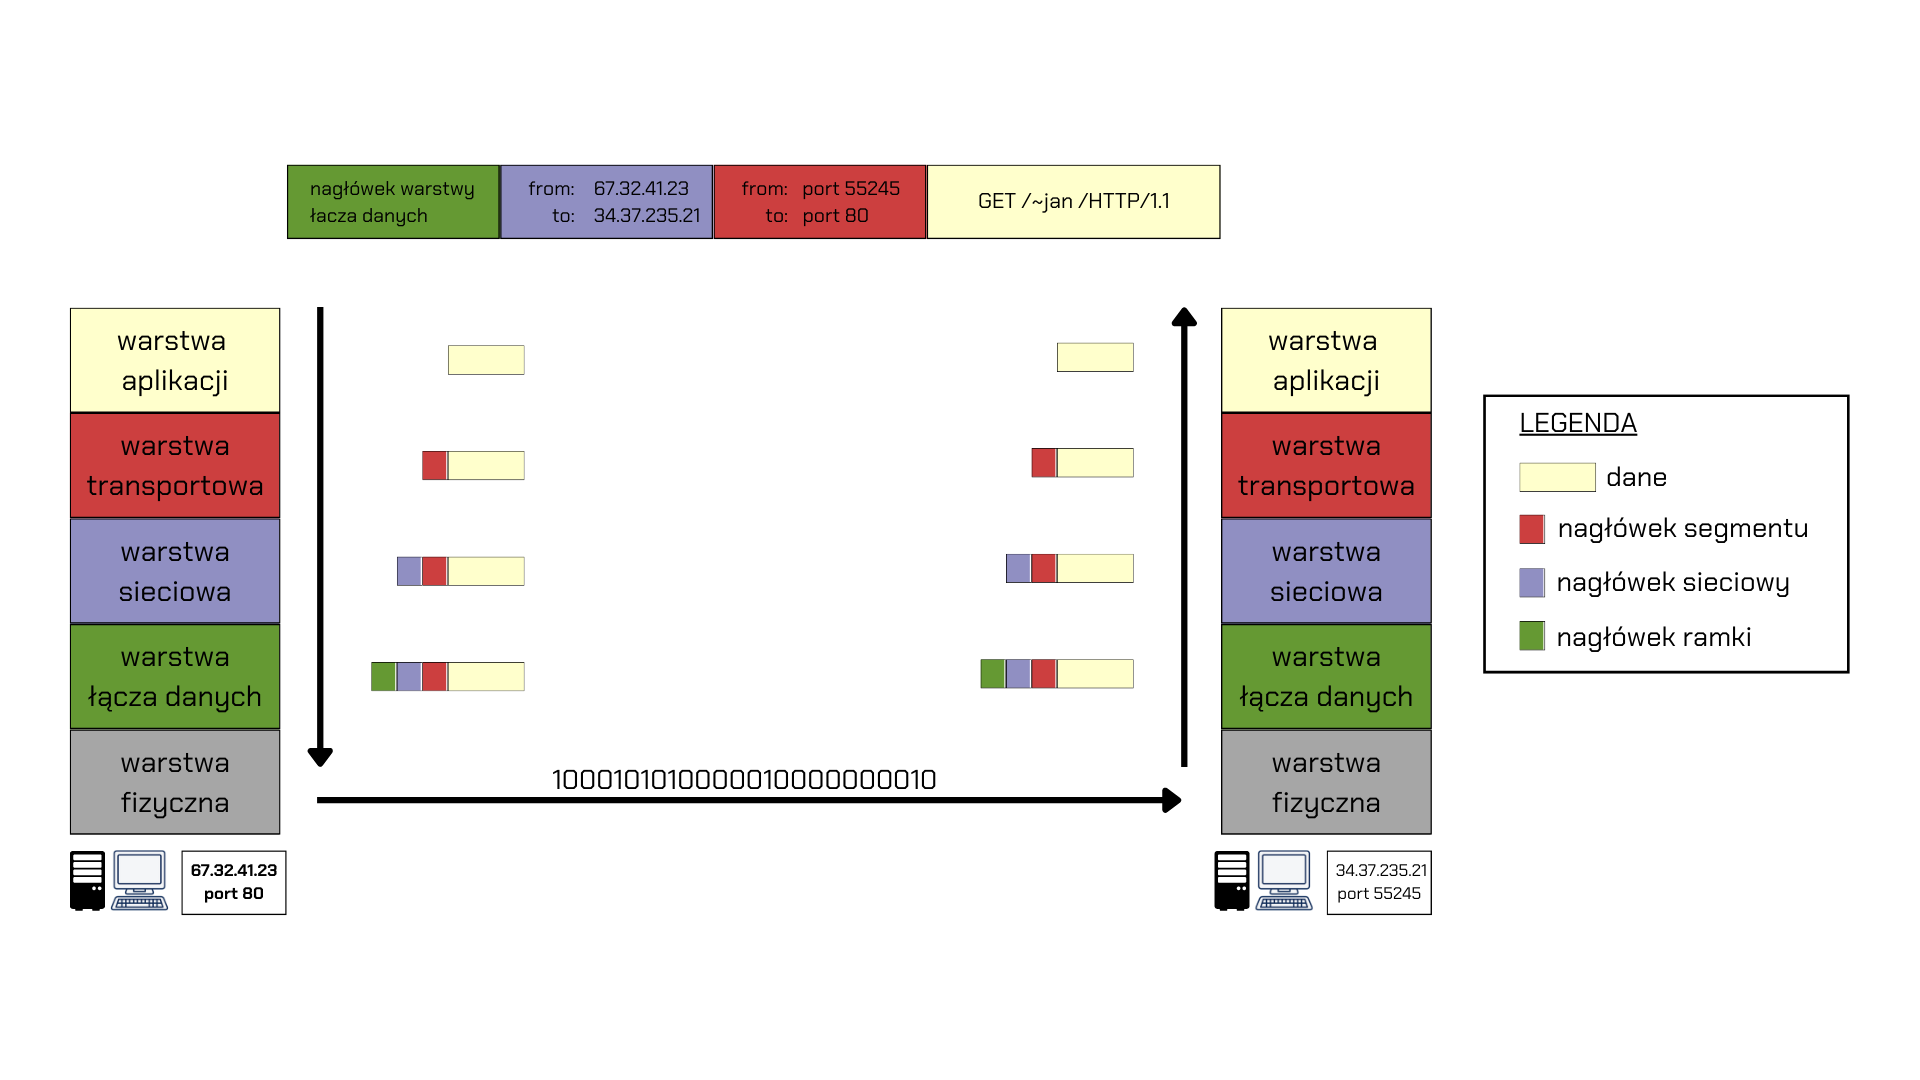 nagłówek warstwy
łacza danych
from: 67.32.41.23
to: 34.37.235.21
from: port 55245
to: port 80
GET /~jan /HTTP/1.1
warstwa
aplikacji
warstwa
transportowa
warstwa
sieciowa
warstwa
łącza danych
warstwa
fizyczna
67.32.41.23
port 80
100010101000001000000000010
warstwa
aplikacji
warstwa
transportowa
warstwa
sieciowa
warstwa
łącza danych
warstwa
fizyczna
34.37.235.21
port 55245
LEGENDA
dane
nagłówek segmentu
nagłówek sieciowy
nagłówek ramki